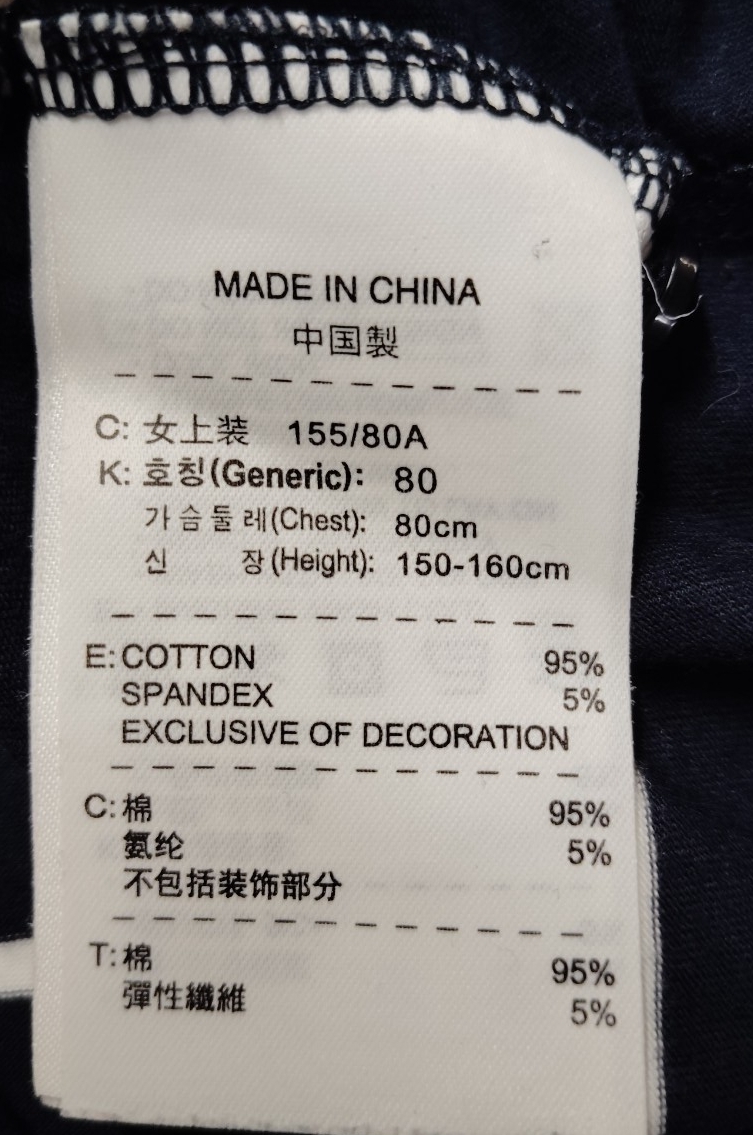 MADE IN CHINA
中国製
C: 女上装 155/80A
K: 호칭(Generic): 80
가슴둘레(Chest): 80cm
신 장(Height): 150-160cm
E: COTTON 95%
SPANDEX 5%
EXCLUSIVE OF DECORATION
C: 棉 95%
氨纶 5%
不包括装饰部分
T: 棉 95%
彈性纖維 5%